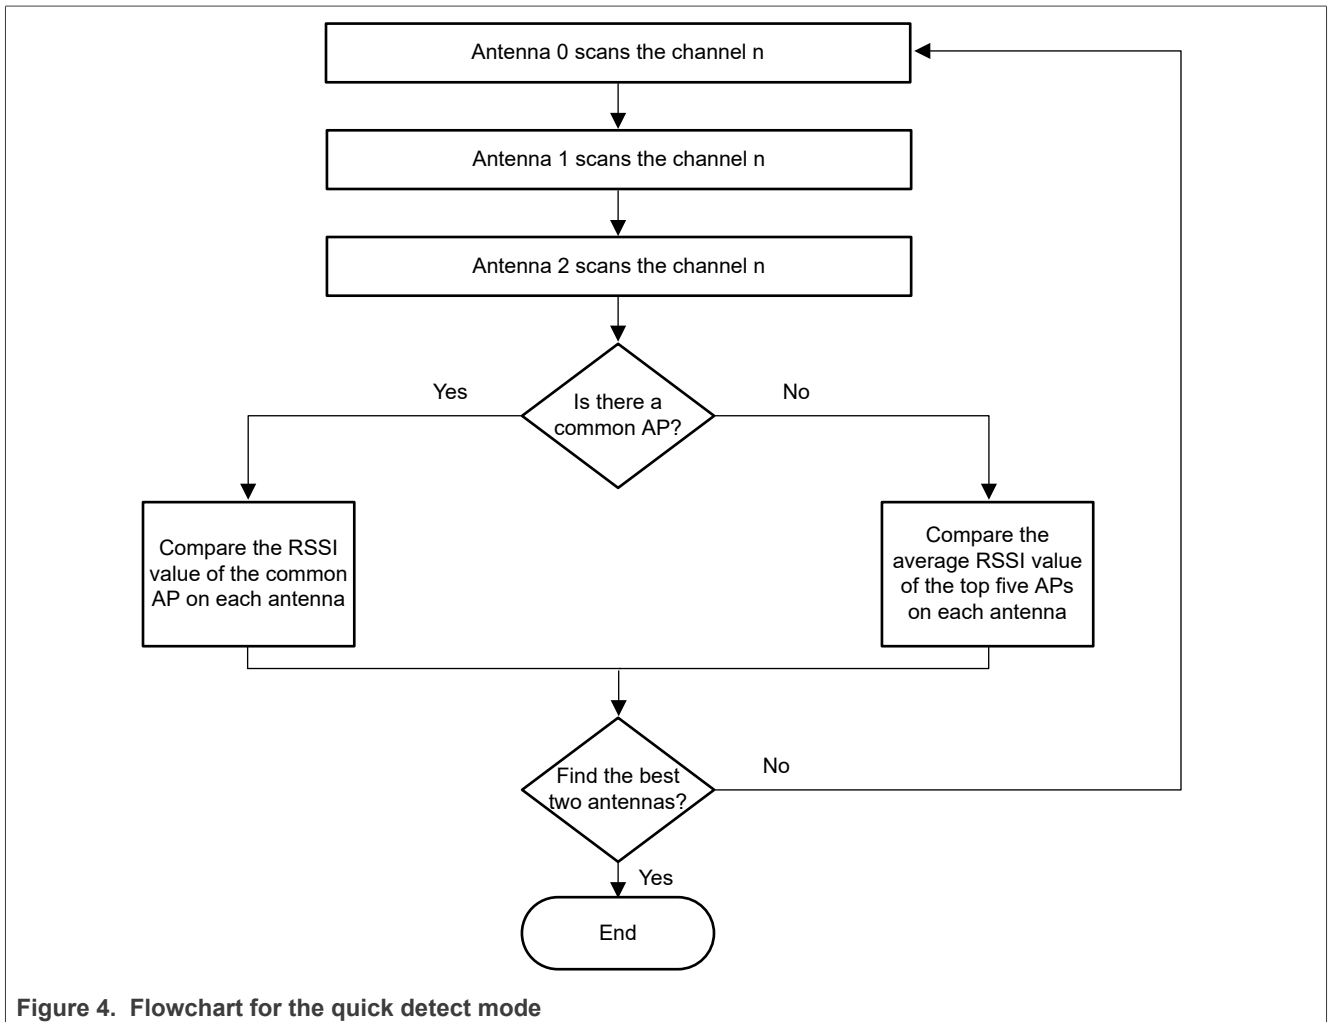 Antenna 0 scans the channel n
Antenna 1 scans the channel n
Antenna 2 scans the channel n
Yes
No
Is there a
common AP?
Compare the RSSI
value of the common
AP on each antenna
Compare the
average RSSI value
of the top five APs
on each antenna
No
Find the best
two antennas?
Yes
End
Figure 4. Flowchart for the quick detect mode